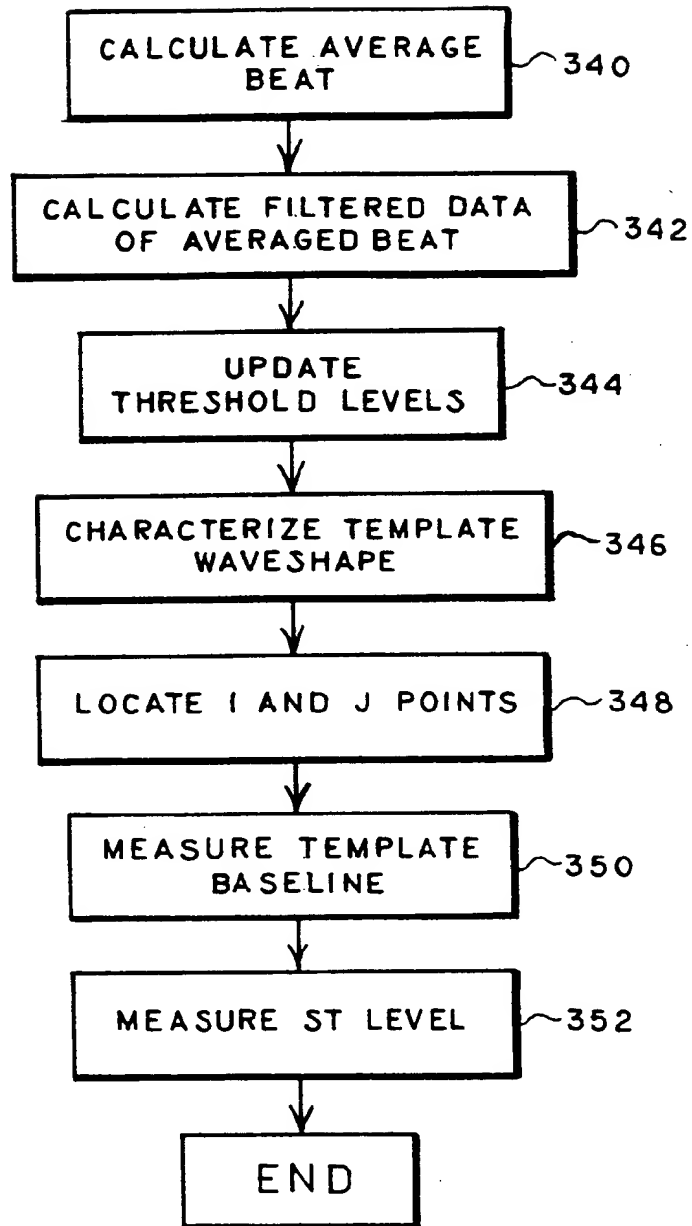 CALCULATE AVERAGE
BEAT
340
CALCULATE FILTERED DATA
OF AVERAGED BEAT
342
UPDATE
THRESHOLD LEVELS
344
CHARACTERIZE TEMPLATE
WAVESHAPE
346
LOCATE I AND J POINTS
348
MEASURE TEMPLATE
BASELINE
350
MEASURE ST LEVEL
352
END